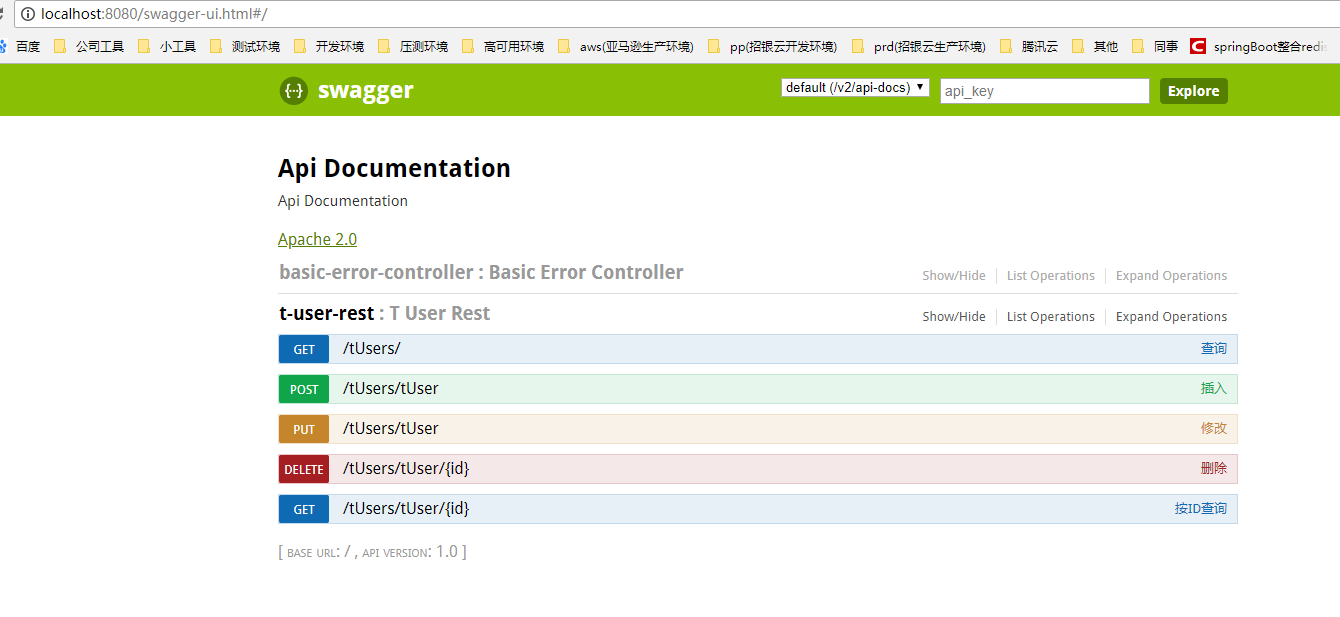 localhost:8080/swagger-ui.html#/
百度 公司工具 小工具 测试环境 开发环境 压测环境 高可用环境 aws(亚马逊生产环境) pp(招银云开发环境) prd(招银云生产环境) 腾讯云 其他 同事 springBoot整合redis
{··} swagger default (/v2/api-docs) api_key Explore
Api Documentation
Api Documentation
Apache 2.0
basic-error-controller : Basic Error Controller Show/Hide List Operations Expand Operations
t-user-rest : T User Rest Show/Hide List Operations Expand Operations
GET /tUsers/ 查询
POST /tUsers/tUser 插入
PUT /tUsers/tUser 修改
DELETE /tUsers/tUser/{id} 删除
GET /tUsers/tUser/{id} 按ID查询
[ BASE URL: / , API VERSION: 1.0 ]